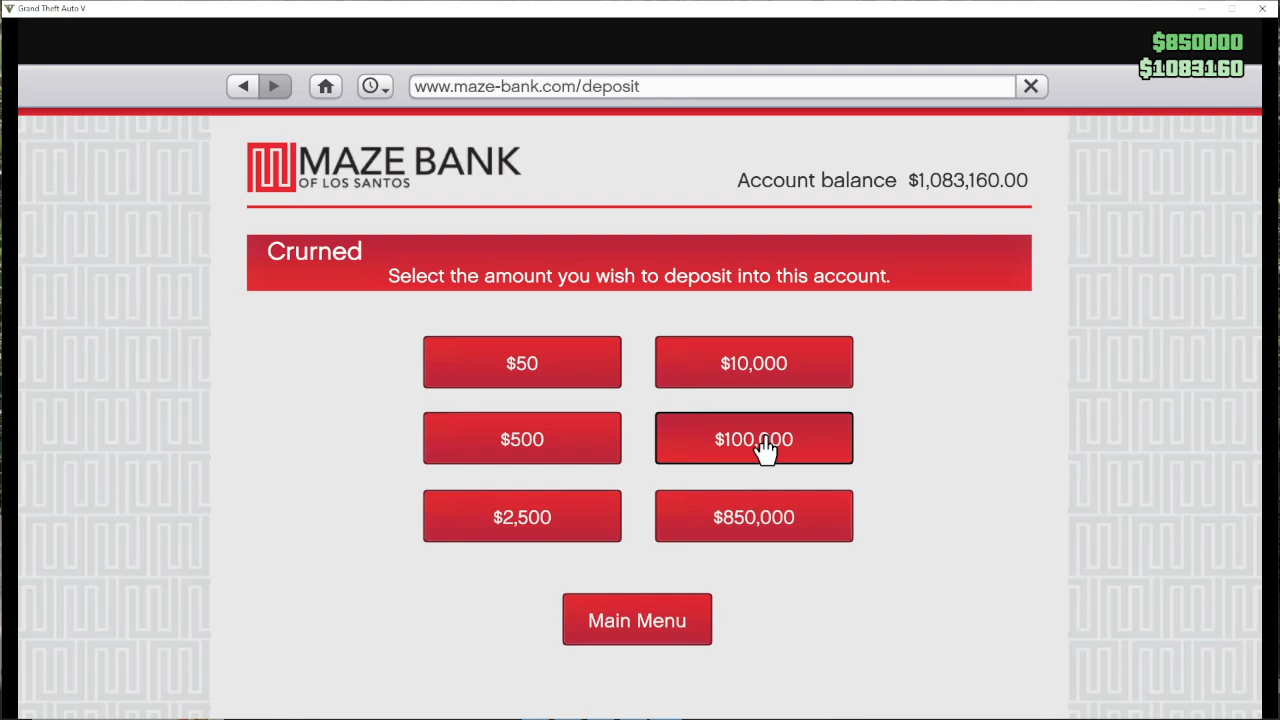 Grand Theft Auto V
$850000
$1083160
www.maze-bank.com/deposit
MAZE BANK
OF LOS SANTOS
Account balance $1,083,160.00
Crurned
Select the amount you wish to deposit into this account.
$50
$10,000
$500
$100,000
$2,500
$850,000
Main Menu